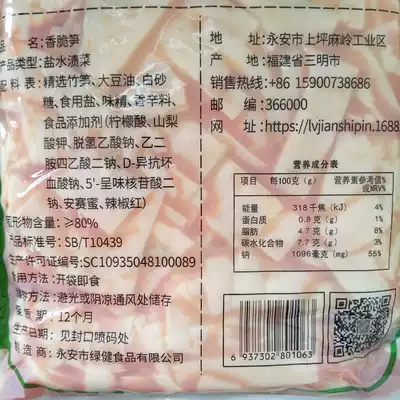 品名：香脆笋
产品类型：盐水渍菜
配料表：精选竹笋、大豆油、白砂
糖、食用盐、味精、香辛料、
食品添加剂(柠檬酸、山梨
酸钾、脱氢乙酸钠、乙二
胺四乙酸二钠、D-异抗坏
血酸钠、5'-呈味核苷酸二
钠、安赛蜜、辣椒红)
固形物含量：≥80%
产品标准号：SB/T10439
生产许可证编号：SC10935048100089
食用方法：开袋即食
贮存方法：避光或阴凉通风处储存
保质期：12个月
生产日期：见封口喷码处
制造商：永安市绿健食品有限公司
地址：永安市上坪麻岭工业区
产地：福建省三明市
销售热线：+86 15900738686
邮编：366000
网址：https://lvjianshipin.1688
营养成分表
项目 每100克(g) 营养素参考值%或NRV%
能量 318千焦(kJ) 4%
蛋白质 0.8克(g) 1%
脂肪 4.7克(g) 8%
碳水化合物 7.7克(g) 3%
钠 1096毫克(mg) 55%
6 937302 801063